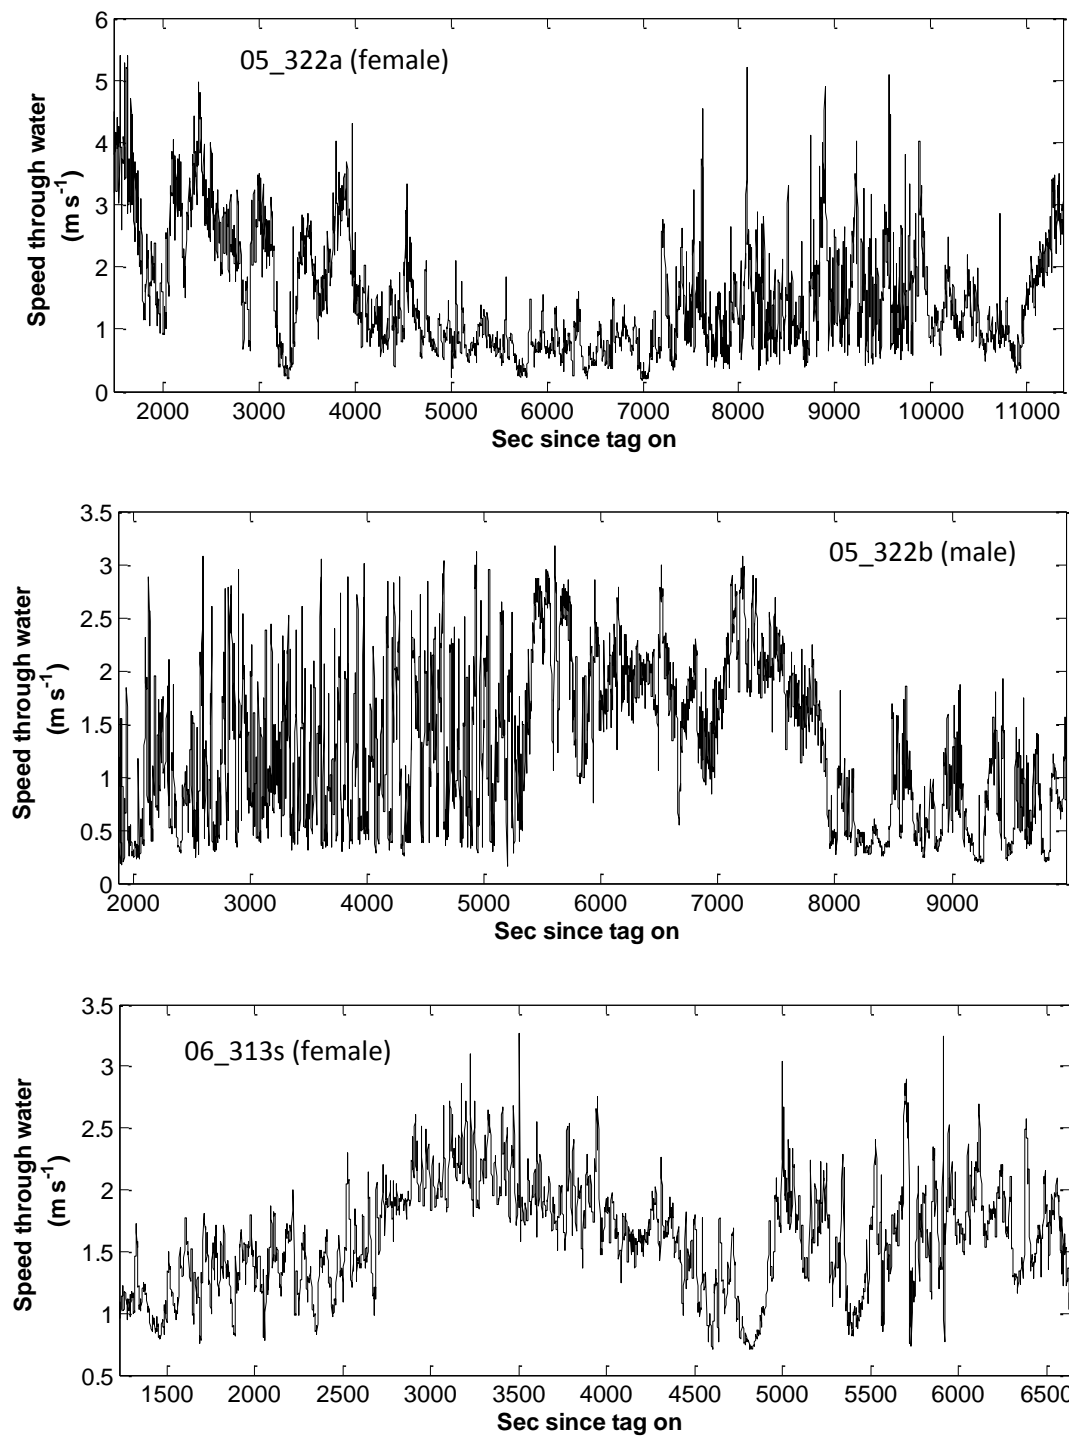 6
05_322a (female)
5
4
3
2
1
0
Speed through water
(m s⁻¹)
2000 3000 4000 5000 6000 7000 8000 9000 10000 11000
Sec since tag on
3.5
05_322b (male)
3
2.5
2
1.5
1
0.5
0
Speed through water
(m s⁻¹)
2000 3000 4000 5000 6000 7000 8000 9000
Sec since tag on
3.5
06_313s (female)
3
2.5
2
1.5
1
0.5
Speed through water
(m s⁻¹)
1500 2000 2500 3000 3500 4000 4500 5000 5500 6000 6500
Sec since tag on